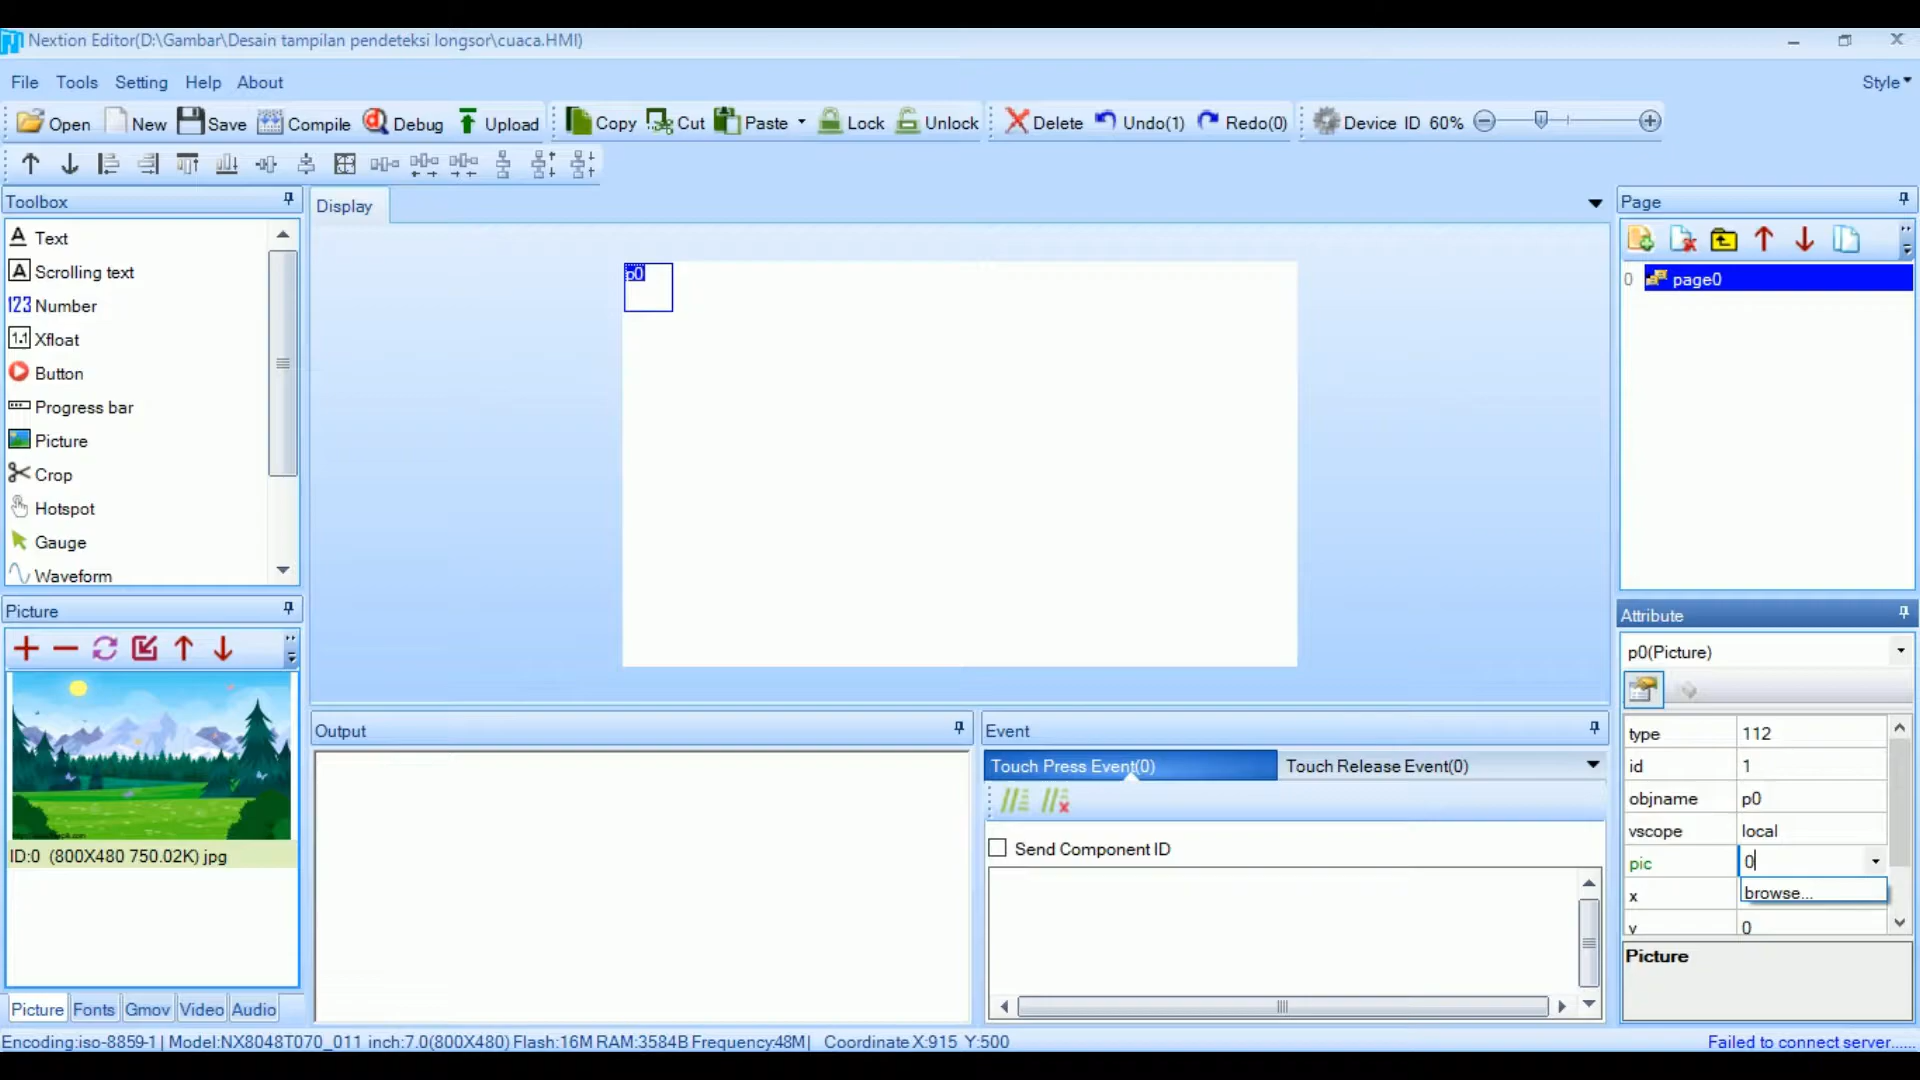 Nextion Editor(D:\Gambar\Desain tampilan pendeteksi longsor\cuaca.HMI)
File Tools Setting Help About Style
Open New Save Compile Debug Upload Copy Cut Paste Lock Unlock Delete Undo(1) Redo(0) Device ID 60%
Toolbox
Text
Scrolling text
Number
Xfloat
Button
Progress bar
Picture
Crop
Hotspot
Gauge
Waveform
Picture
ID:0 (800X480 750.02K) jpg
Picture Fonts Gmov Video Audio
Display
p0
Output
Event
Touch Press Event(0) Touch Release Event(0)
Send Component ID
Page
0 page0
Attribute
p0(Picture)
type 112
id 1
objname p0
vscope local
pic 0
browse...
x
y 0
Picture
Encoding:iso-8859-1| Model:NX8048T070_011 inch:7.0(800X480) Flash:16M RAM:3584B Frequency:48M| Coordinate X:915 Y:500
Failed to connect server......